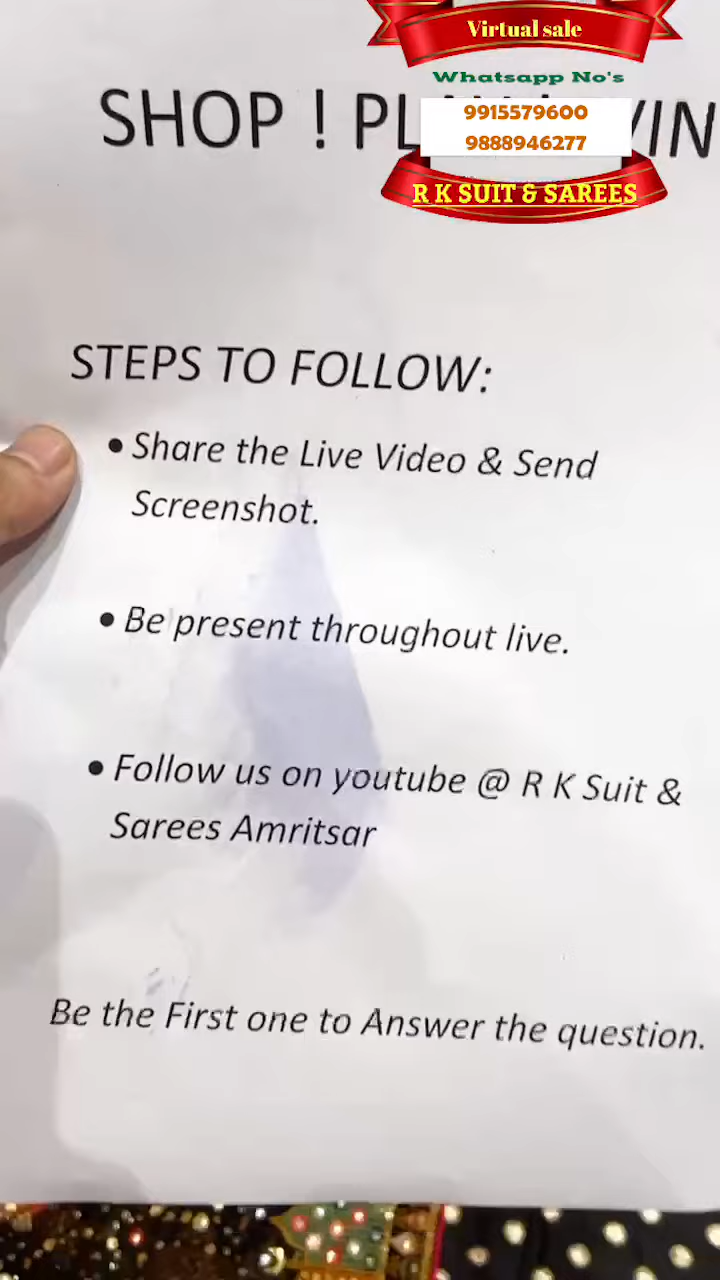 Virtual sale
Whatsapp No's
9915579600
9888946277
R K SUIT & SAREES
SHOP !
STEPS TO FOLLOW:
• Share the Live Video & Send
Screenshot.
• Be present throughout live.
• Follow us on youtube @ R K Suit &
Sarees Amritsar
Be the First one to Answer the question.